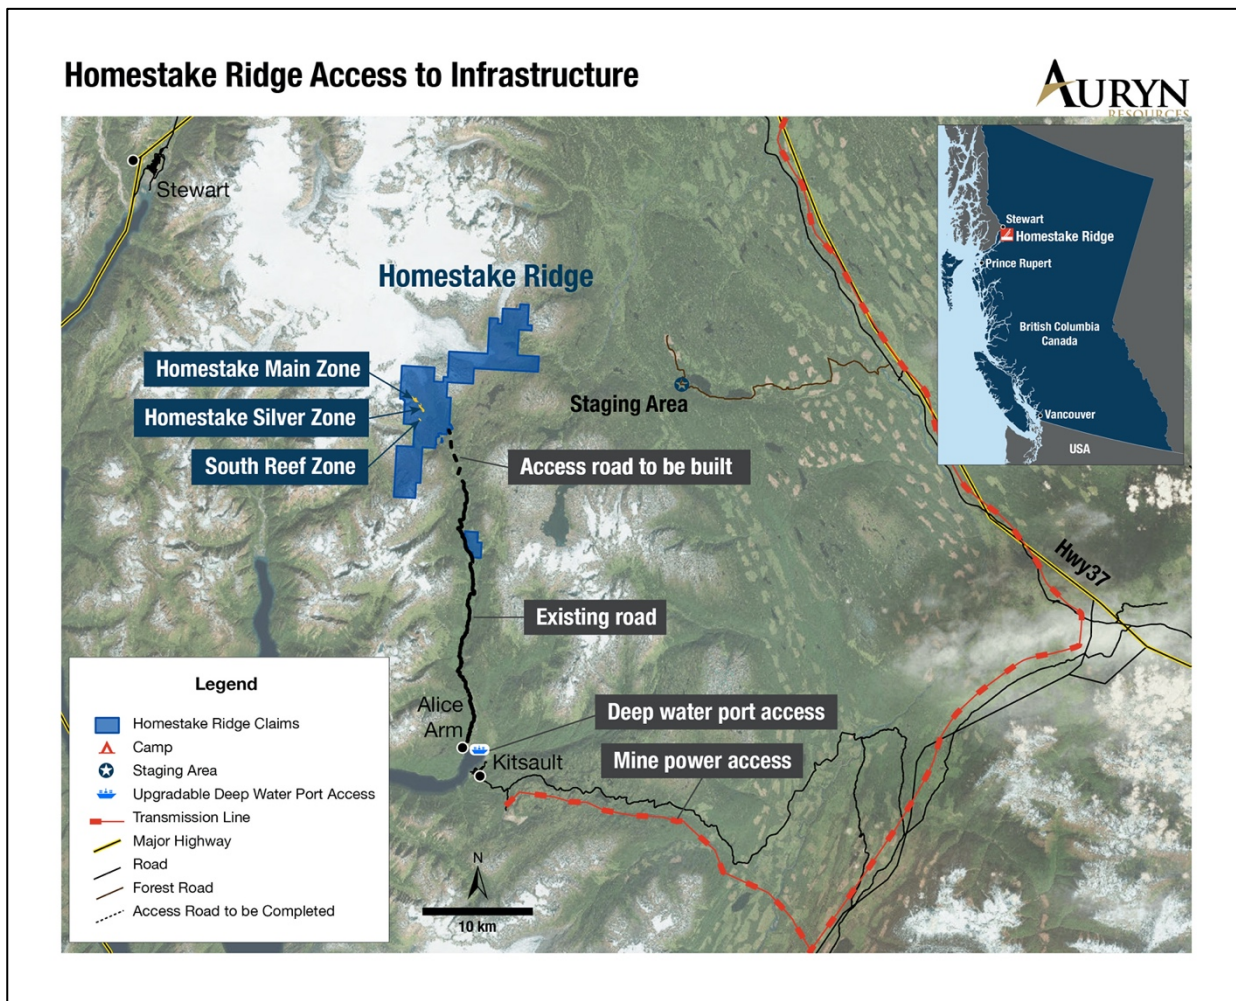 Homestake Ridge Access to Infrastructure
AURYN
RESOURCES
Stewart
Homestake Ridge
Homestake Main Zone
Homestake Silver Zone
South Reef Zone
Staging Area
Access road to be built
Existing road
Hwy37
Alice
Arm
Kitsault
Deep water port access
Mine power access
Stewart
Homestake Ridge
Prince Rupert
British Columbia
Canada
Vancouver
USA
Legend
Homestake Ridge Claims
Camp
Staging Area
Upgradable Deep Water Port Access
Transmission Line
Major Highway
Road
Forest Road
Access Road to be Completed
N
10 km